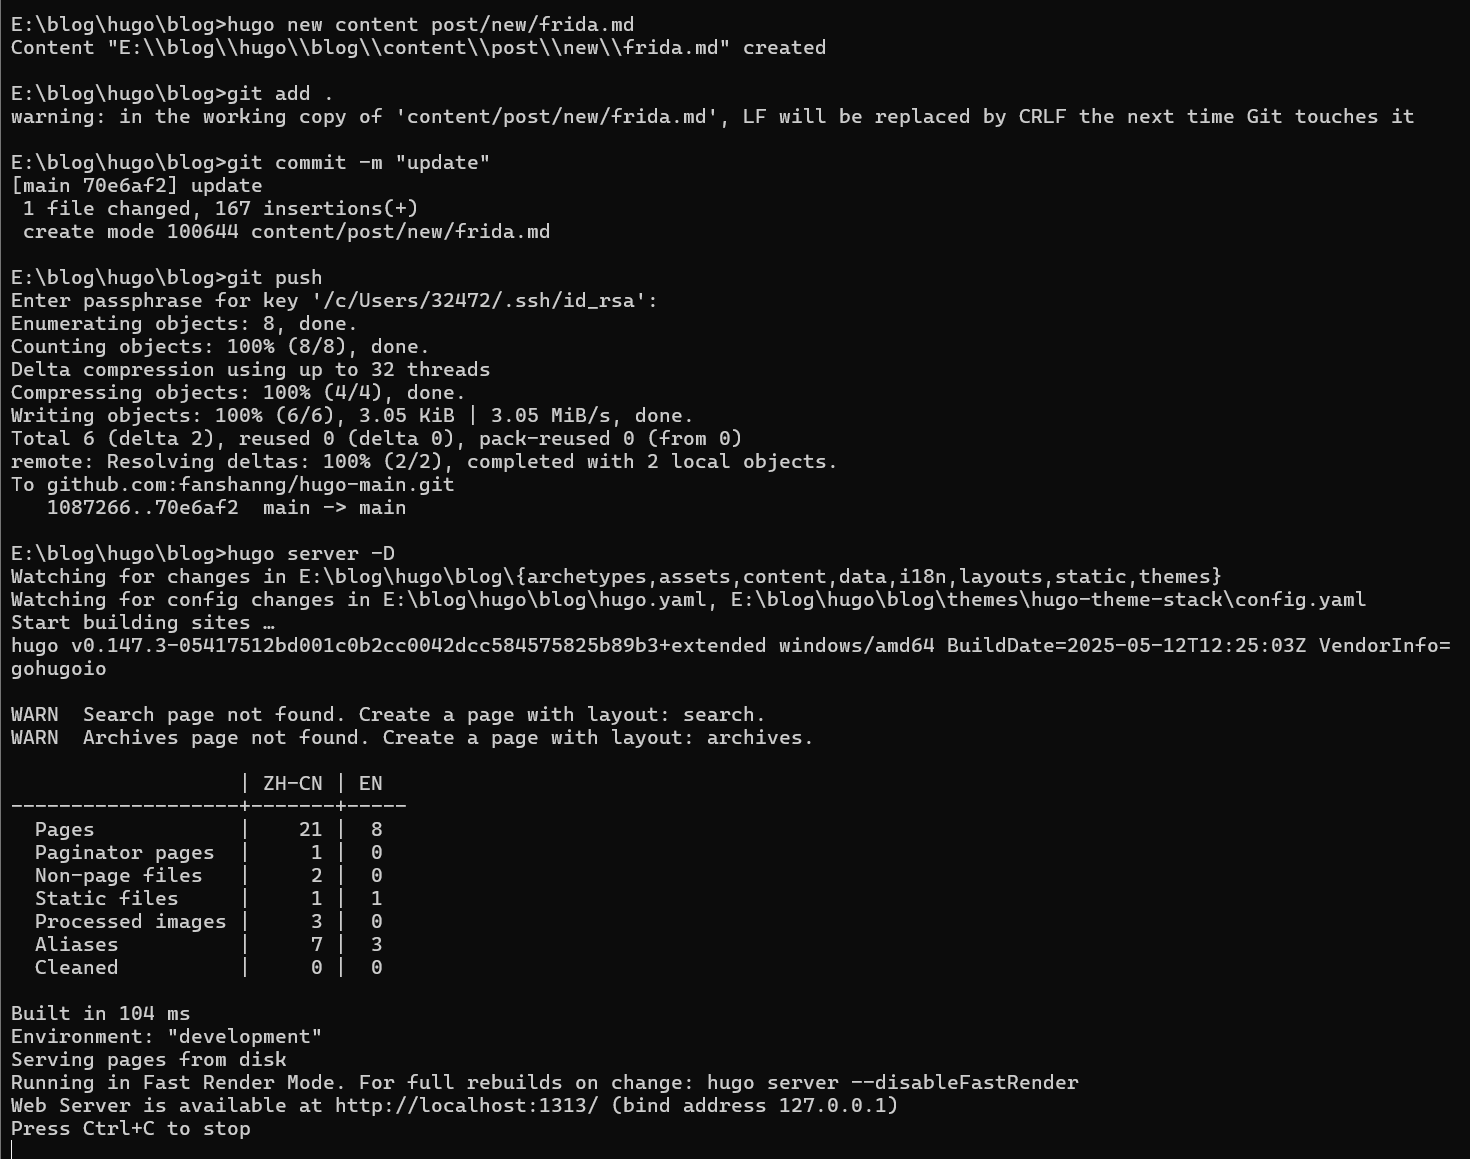 E:\blog\hugo\blog>hugo new content post/new/frida.md
Content "E:\\blog\\hugo\\blog\\content\\post\\new\\frida.md" created

E:\blog\hugo\blog>git add .
warning: in the working copy of 'content/post/new/frida.md', LF will be replaced by CRLF the next time Git touches it

E:\blog\hugo\blog>git commit -m "update"
[main 70e6af2] update
 1 file changed, 167 insertions(+)
 create mode 100644 content/post/new/frida.md

E:\blog\hugo\blog>git push
Enter passphrase for key '/c/Users/32472/.ssh/id_rsa':
Enumerating objects: 8, done.
Counting objects: 100% (8/8), done.
Delta compression using up to 32 threads
Compressing objects: 100% (4/4), done.
Writing objects: 100% (6/6), 3.05 KiB | 3.05 MiB/s, done.
Total 6 (delta 2), reused 0 (delta 0), pack-reused 0 (from 0)
remote: Resolving deltas: 100% (2/2), completed with 2 local objects.
To github.com:fanshanng/hugo-main.git
   1087266..70e6af2  main -> main

E:\blog\hugo\blog>hugo server -D
Watching for changes in E:\blog\hugo\blog\{archetypes,assets,content,data,i18n,layouts,static,themes}
Watching for config changes in E:\blog\hugo\blog\hugo.yaml, E:\blog\hugo\blog\themes\hugo-theme-stack\config.yaml
Start building sites …
hugo v0.147.3-05417512bd001c0b2cc0042dcc584575825b89b3+extended windows/amd64 BuildDate=2025-05-12T12:25:03Z VendorInfo=
gohugoio

WARN  Search page not found. Create a page with layout: search.
WARN  Archives page not found. Create a page with layout: archives.

                   | ZH-CN | EN
-------------------+-------+-----
  Pages            |    21 |  8
  Paginator pages  |     1 |  0
  Non-page files   |     2 |  0
  Static files     |     1 |  1
  Processed images |     3 |  0
  Aliases          |     7 |  3
  Cleaned          |     0 |  0

Built in 104 ms
Environment: "development"
Serving pages from disk
Running in Fast Render Mode. For full rebuilds on change: hugo server --disableFastRender
Web Server is available at http://localhost:1313/ (bind address 127.0.0.1)
Press Ctrl+C to stop